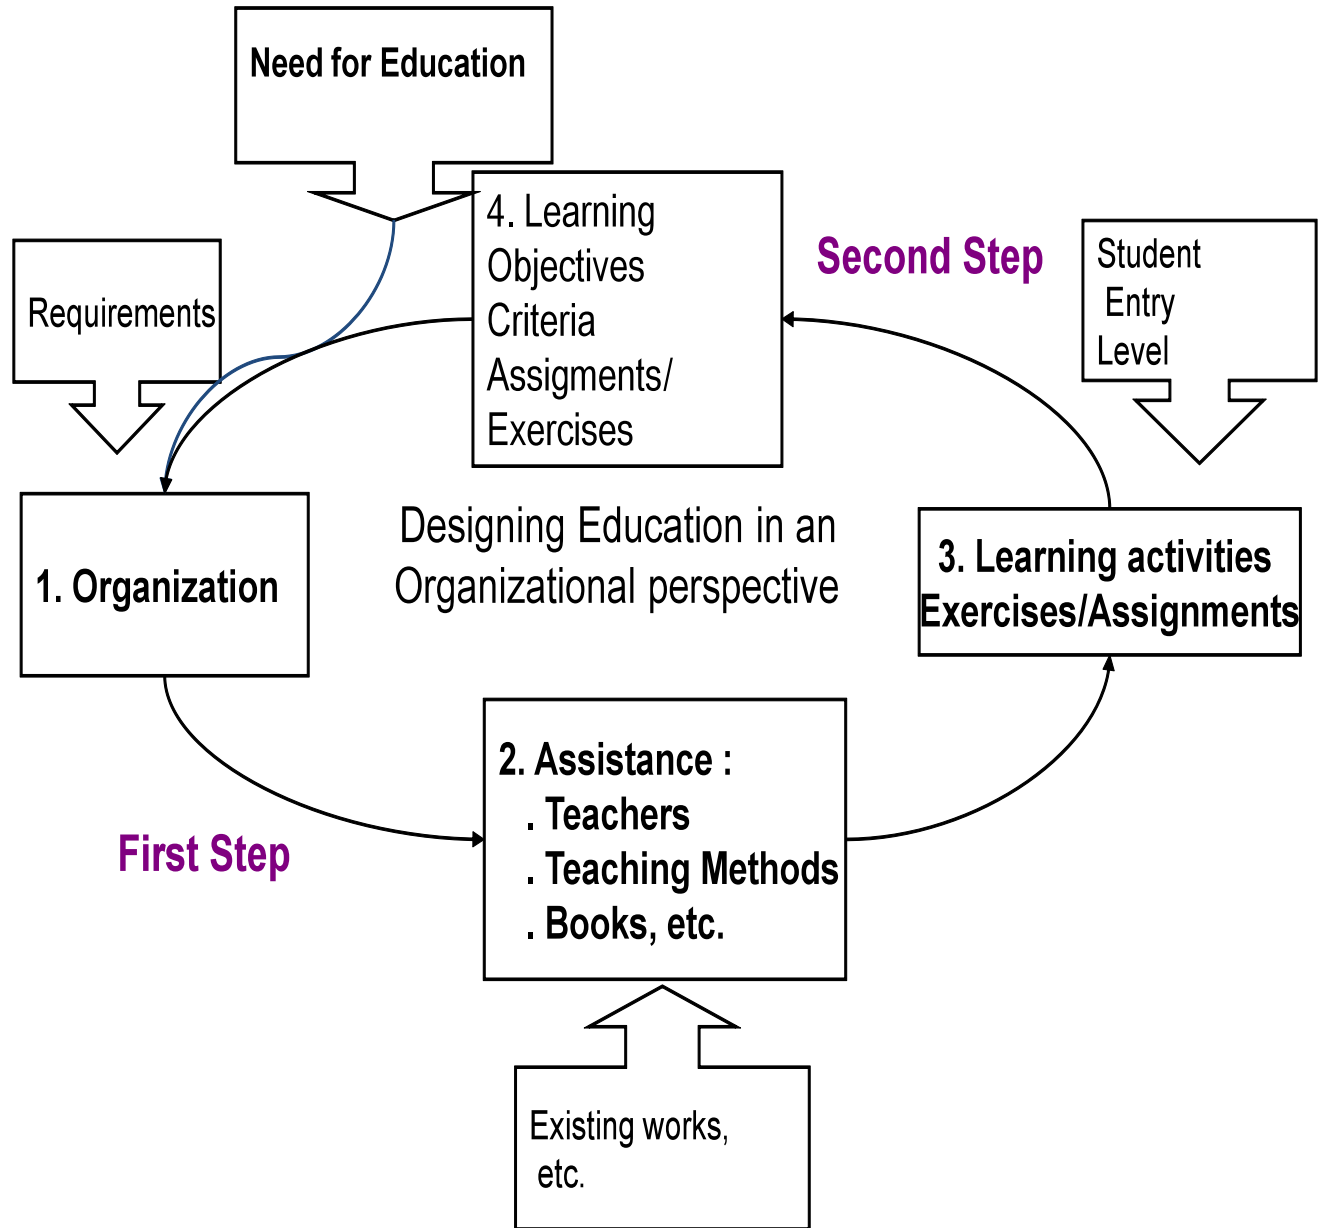 Need for Education
4. Learning
Objectives
Criteria
Assigments/
Exercises
Second Step
Student
Entry
Level
Requirements
Designing Education in an
Organizational perspective
1. Organization
3. Learning activities
Exercises/Assignments
First Step
2. Assistance :
. Teachers
. Teaching Methods
. Books, etc.
Existing works,
etc.